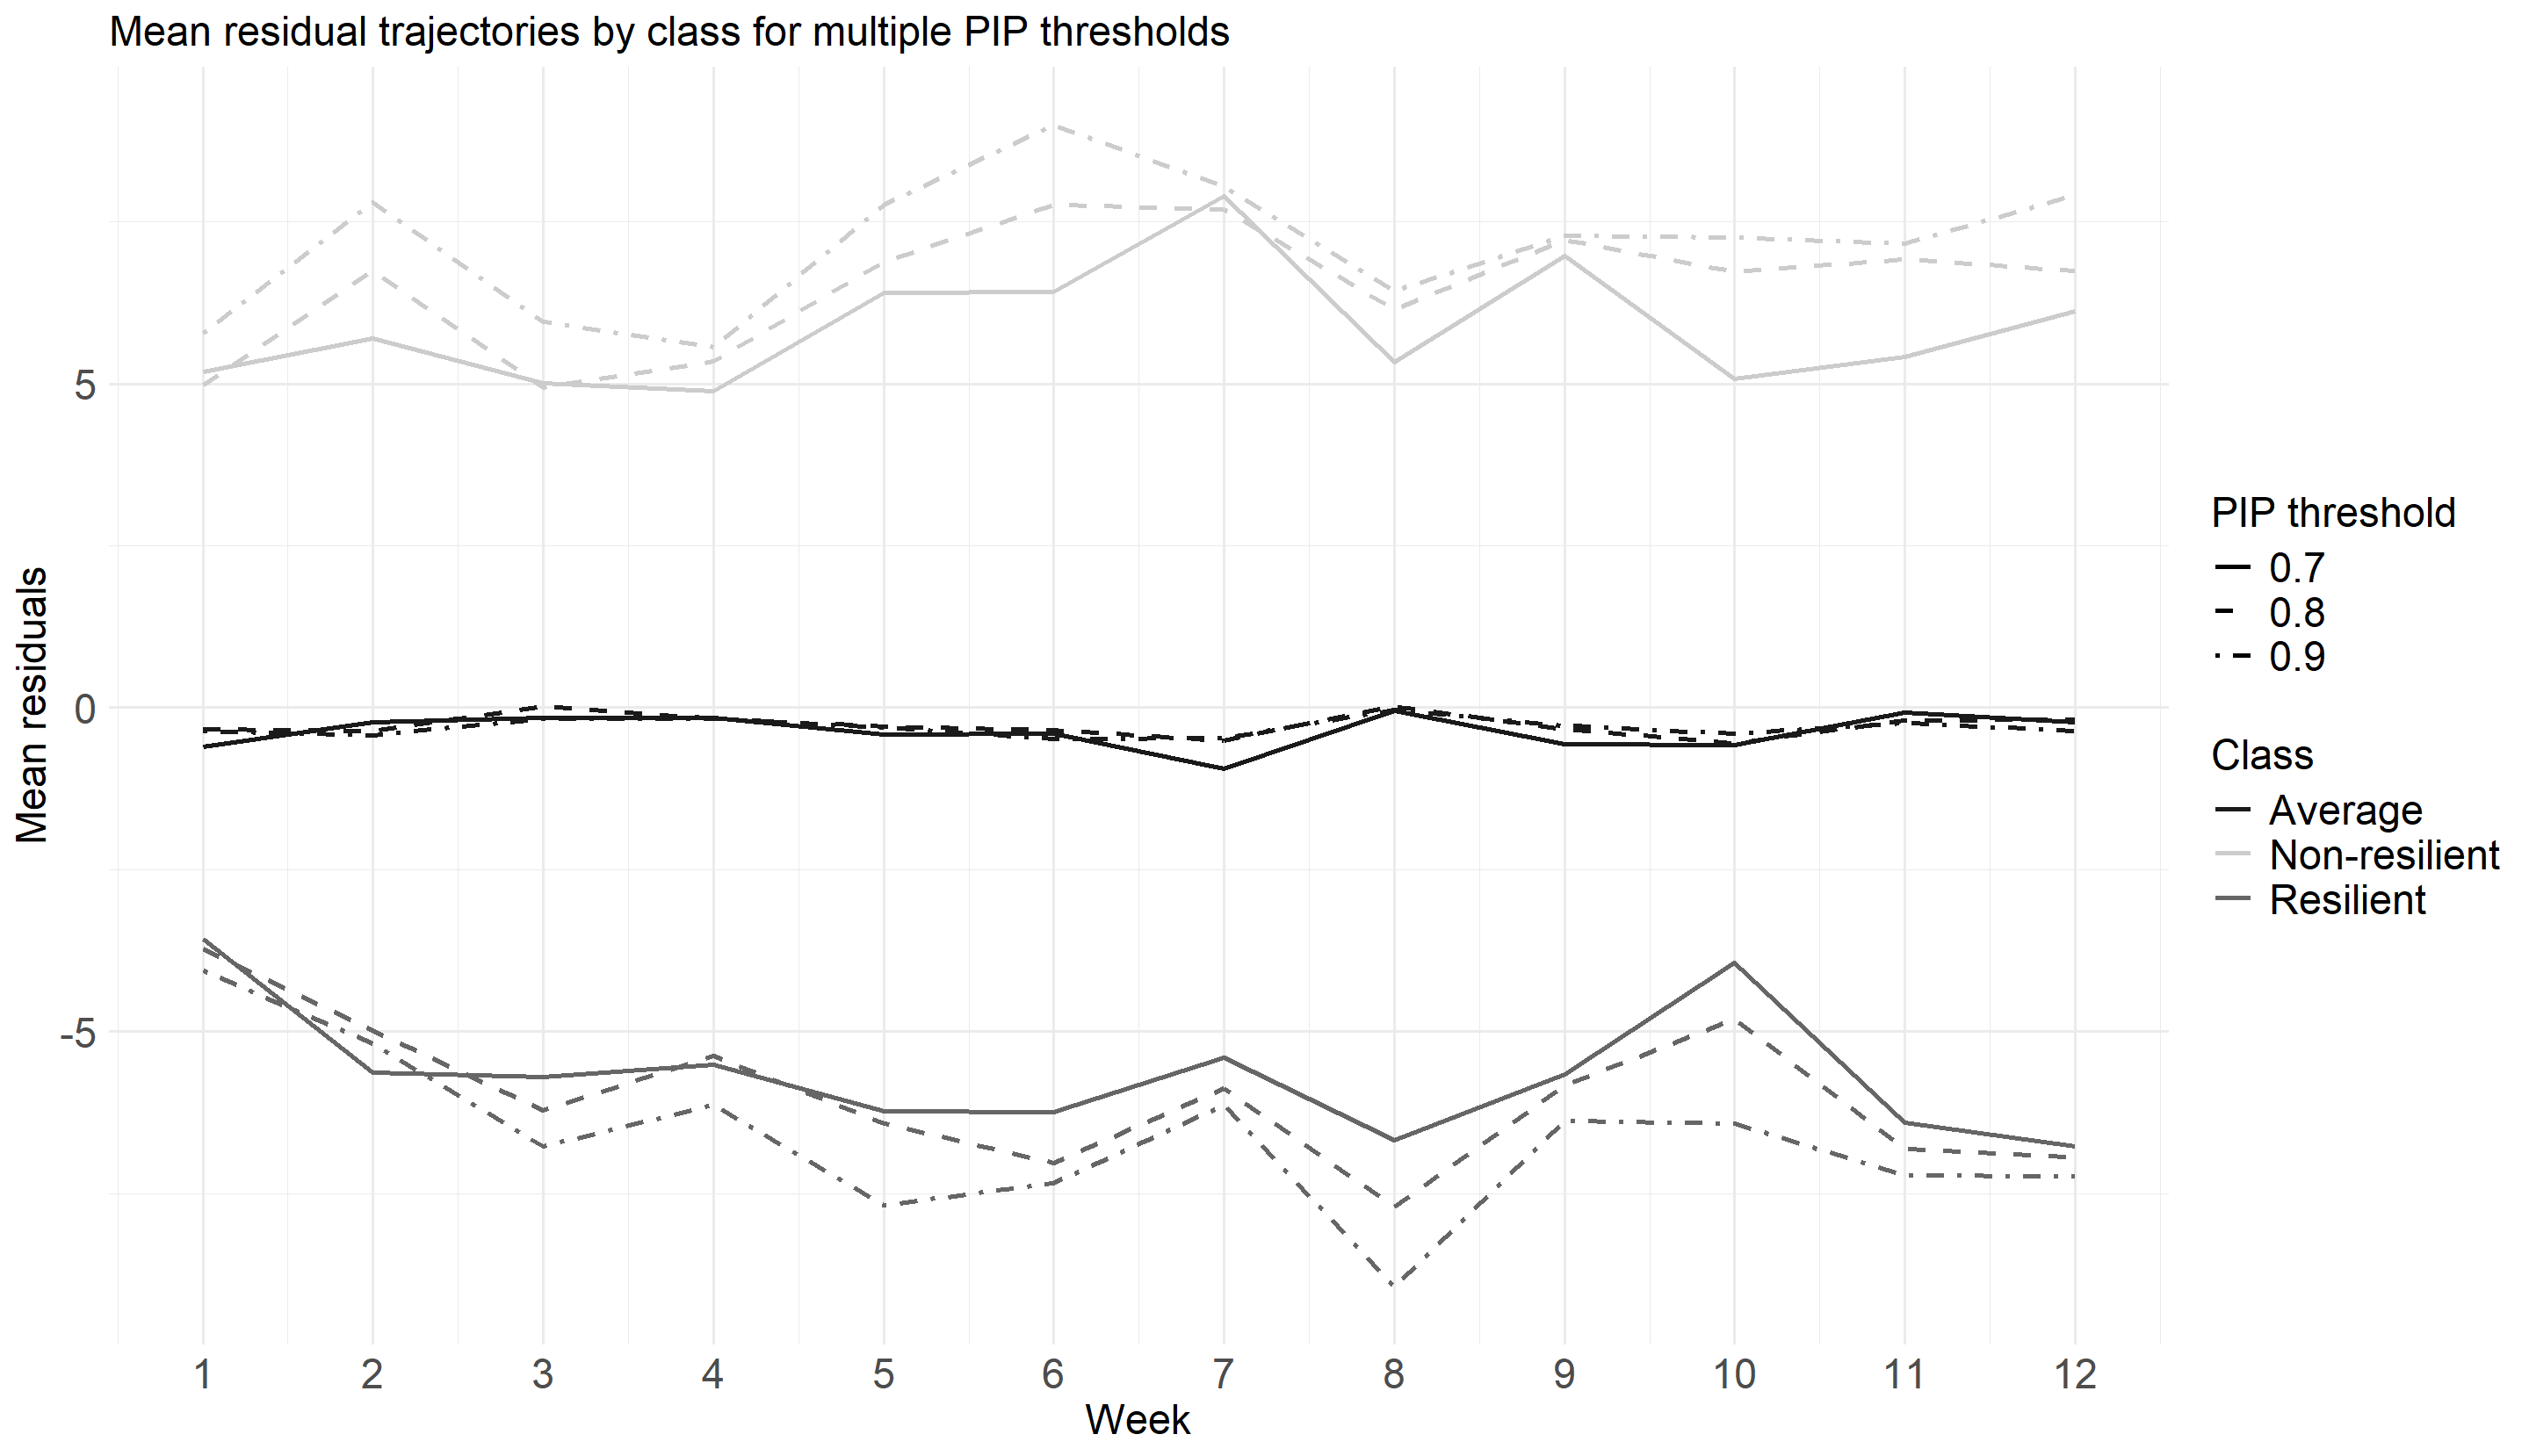 Mean residual trajectories by class for multiple PIP thresholds
Mean residuals
5
0
-5
1 2 3 4 5 6 7 8 9 10 11 12
Week
PIP threshold
0.7
0.8
0.9
Class
Average
Non-resilient
Resilient